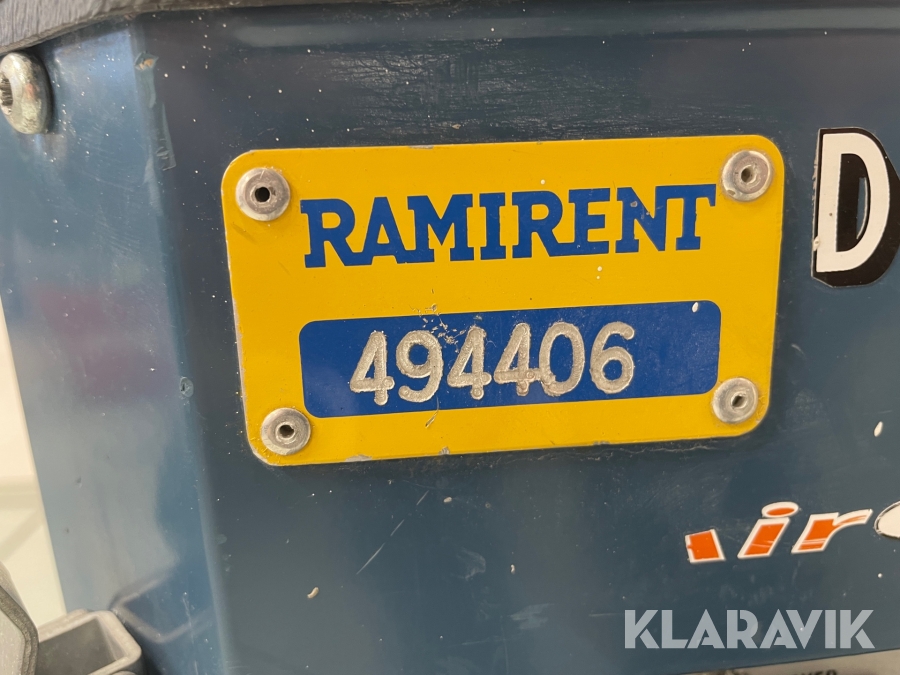 RAMIRENT
D
494406
KLARAVIK